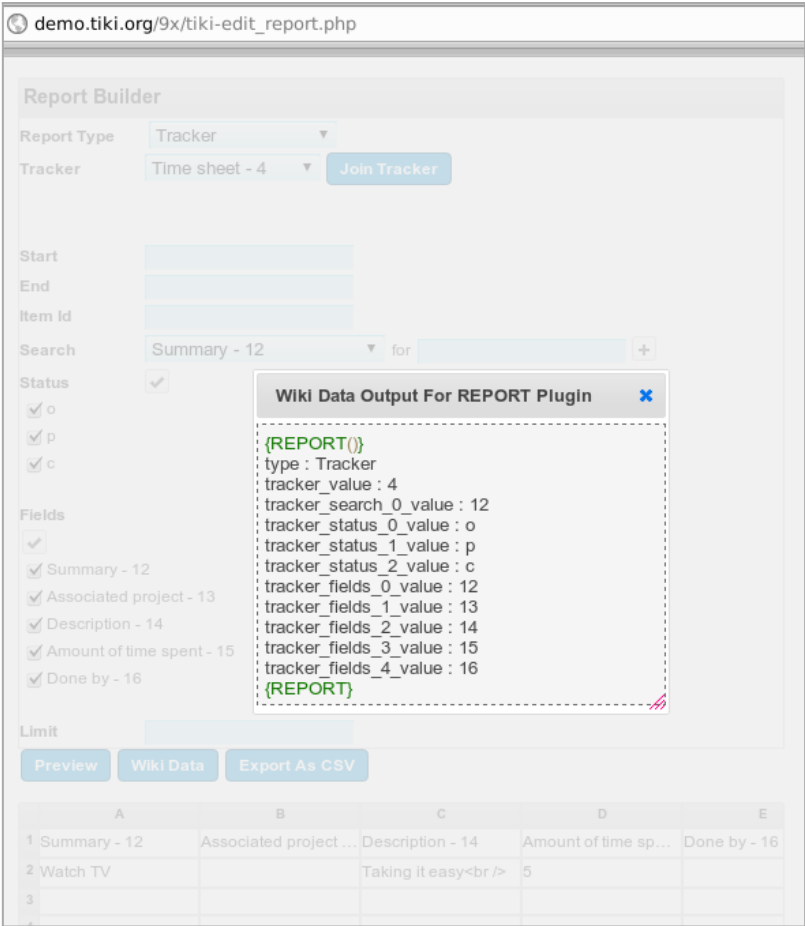 demo.tiki.org/9x/tiki-edit_report.php
Report Builder
Report Type Tracker
Tracker Time sheet - 4 Join Tracker
Start
End
Item Id
Search Summary - 12 for +
Status
o
p
c
Wiki Data Output For REPORT Plugin
{REPORT()}
type : Tracker
tracker_value : 4
tracker_search_0_value : 12
tracker_status_0_value : o
tracker_status_1_value : p
tracker_status_2_value : c
tracker_fields_0_value : 12
tracker_fields_1_value : 13
tracker_fields_2_value : 14
tracker_fields_3_value : 15
tracker_fields_4_value : 16
{REPORT}
Fields
Summary - 12
Associated project - 13
Description - 14
Amount of time spent - 15
Done by - 16
Limit
Preview Wiki Data Export As CSV
A B C D E
1 Summary - 12 Associated project ... Description - 14 Amount of time sp... Done by - 16
2 Watch TV Taking it easy<br /> 5
3